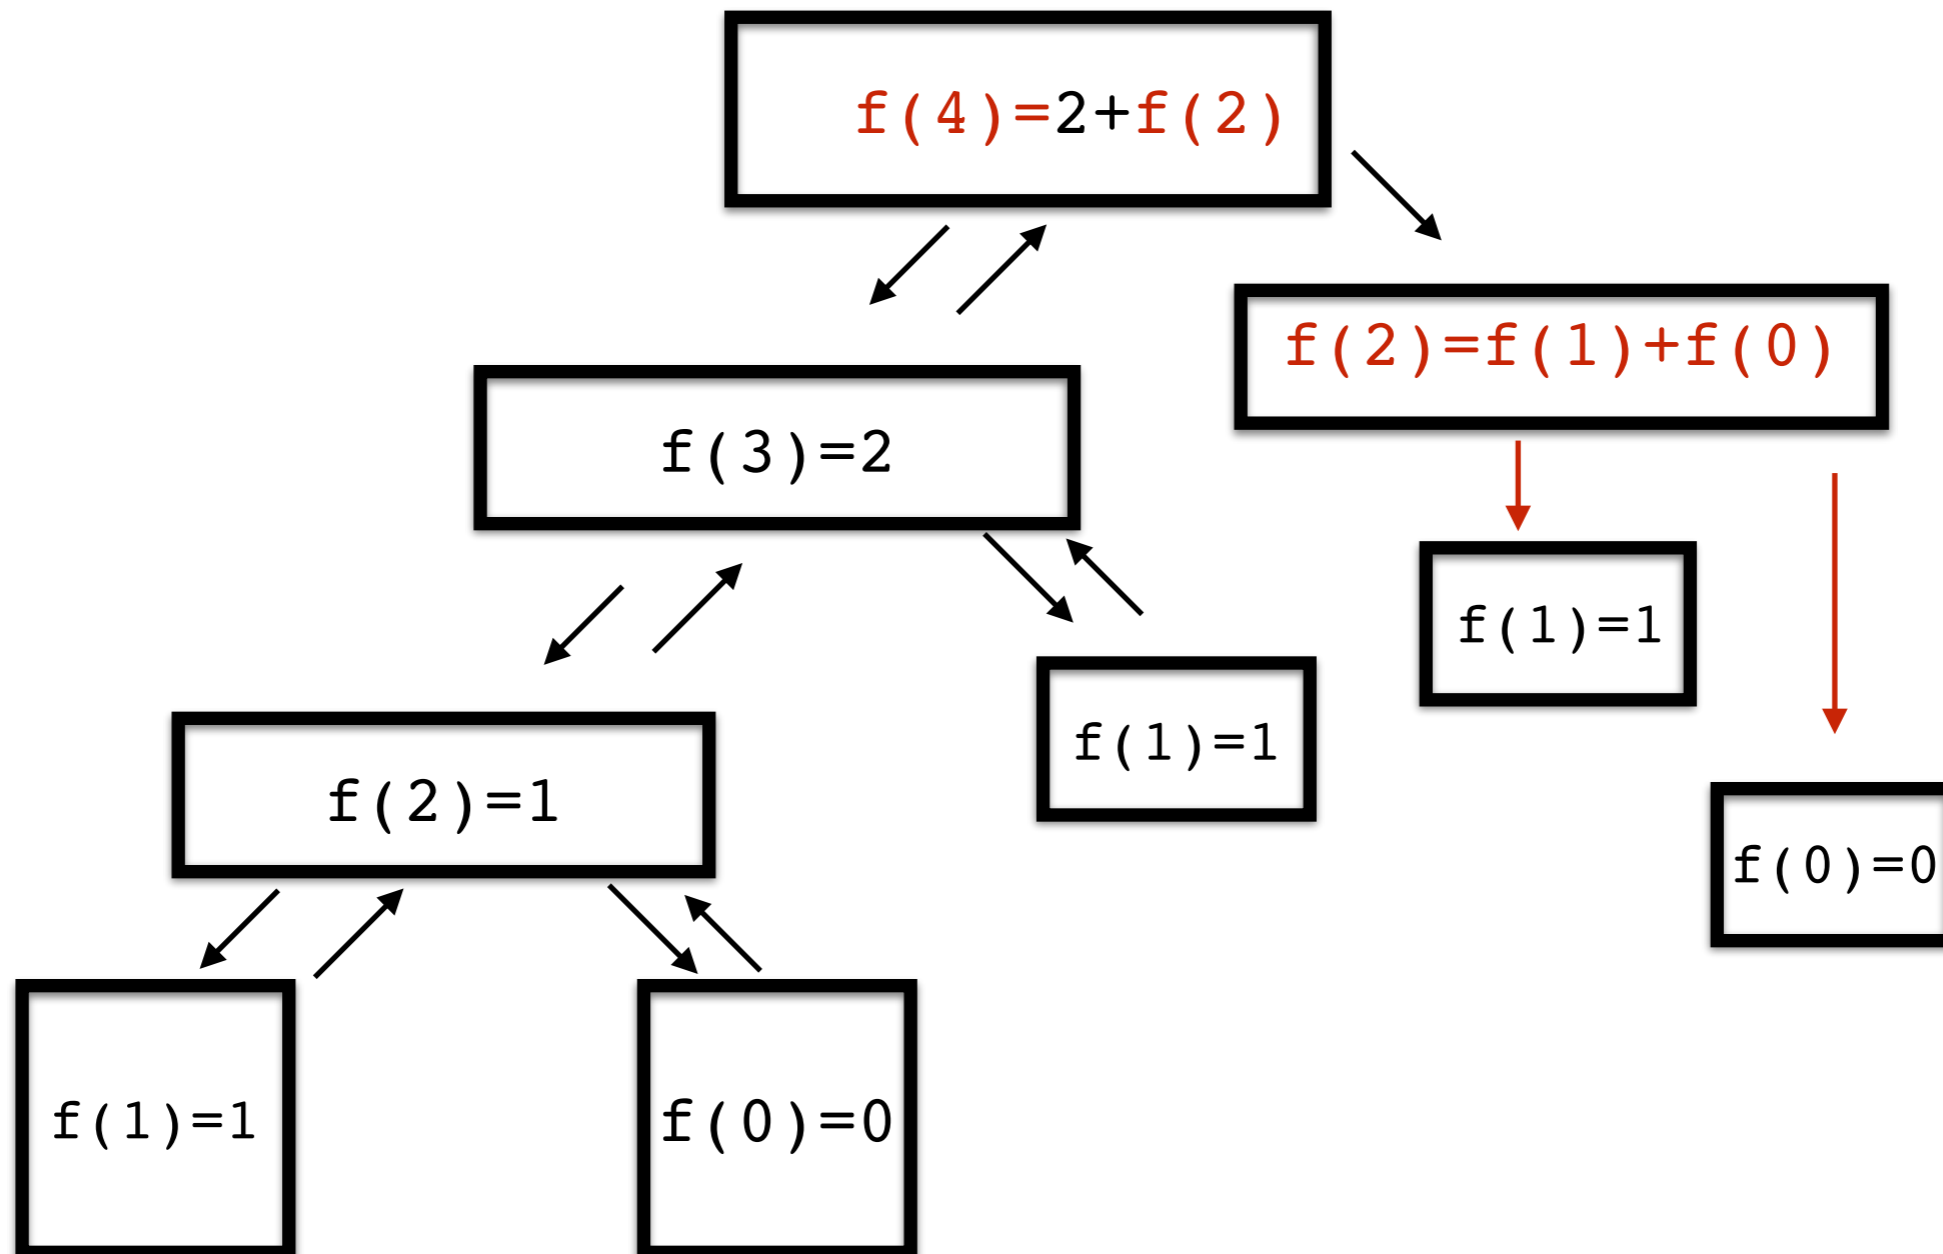 f(4)=2+f(2)
f(2)=f(1)+f(0)
f(3)=2
f(1)=1
f(1)=1
f(2)=1
f(0)=0
f(1)=1
f(0)=0